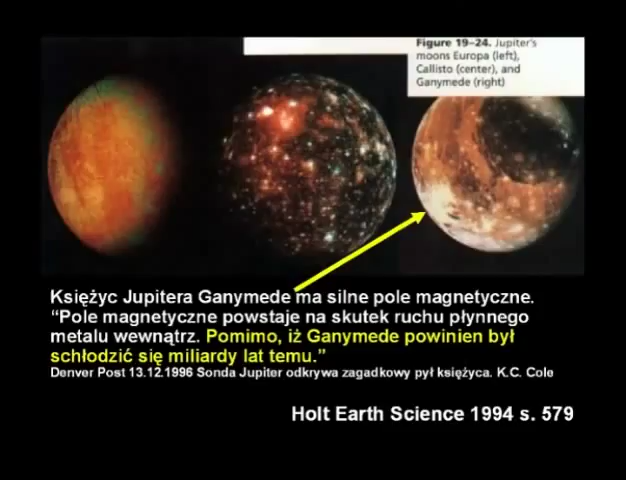 Figure 19–24. Jupiter's
moons Europa (left),
Callisto (center), and
Ganymede (right)
Księżyc Jupitera Ganymede ma silne pole magnetyczne.
“Pole magnetyczne powstaje na skutek ruchu płynnego
metalu wewnątrz. Pomimo, iż Ganymede powinien był
schłodzić się miliardy lat temu.”
Denver Post 13.12.1996 Sonda Jupiter odkrywa zagadkowy pył księżyca. K.C. Cole
Holt Earth Science 1994 s. 579